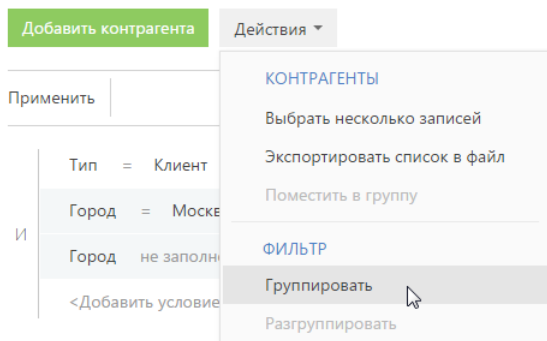 Добавить контрагента
Действия
КОНТРАГЕНТЫ
Применить
Выбрать несколько записей
Экспортировать список в файл
Тип = Клиент
Поместить в группу
Город = Москв
И
ФИЛЬТР
Город не заполн
Группировать
<Добавить условие
Разгруппировать